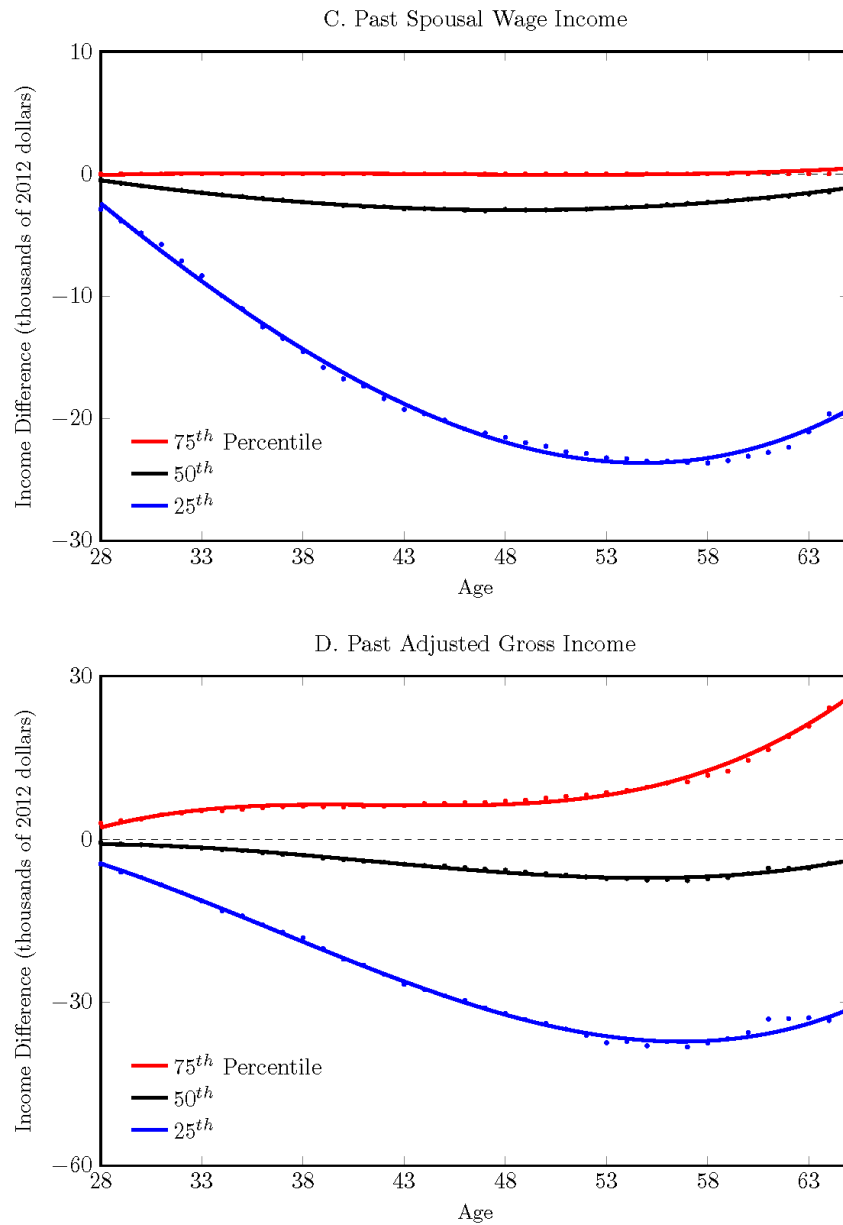 C. Past Spousal Wage Income
Income Difference (thousands of 2012 dollars)
10
0
−10
−20
−30
75th Percentile
50th
25th
28 33 38 43 48 53 58 63
Age
D. Past Adjusted Gross Income
Income Difference (thousands of 2012 dollars)
30
0
−30
−60
75th Percentile
50th
25th
28 33 38 43 48 53 58 63
Age